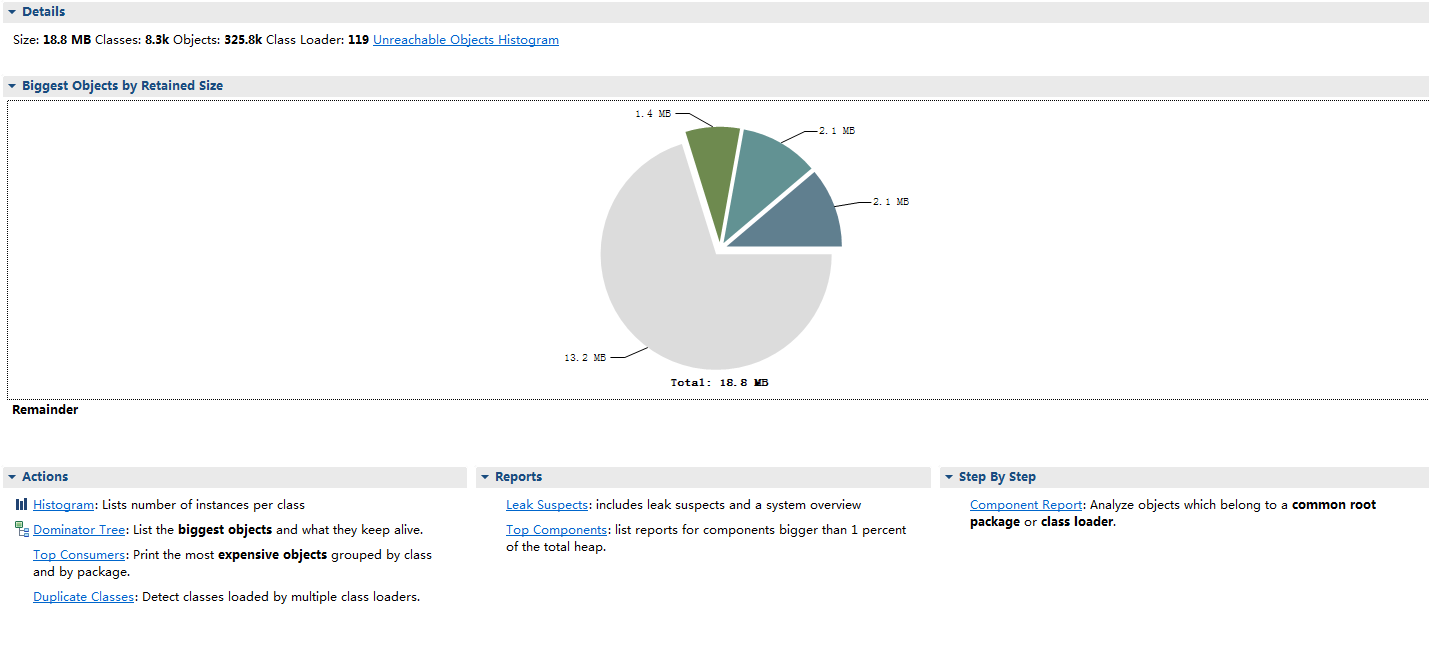 Details
Size: 18.8 MB Classes: 8.3k Objects: 325.8k Class Loader: 119 Unreachable Objects Histogram
Biggest Objects by Retained Size
1.4 MB
2.1 MB
2.1 MB
13.2 MB
Total: 18.8 MB
Remainder
Actions
Histogram: Lists number of instances per class
Dominator Tree: List the biggest objects and what they keep alive.
Top Consumers: Print the most expensive objects grouped by class
and by package.
Duplicate Classes: Detect classes loaded by multiple class loaders.
Reports
Leak Suspects: includes leak suspects and a system overview
Top Components: list reports for components bigger than 1 percent
of the total heap.
Step By Step
Component Report: Analyze objects which belong to a common root
package or class loader.